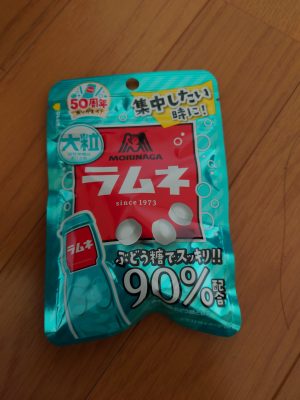 50周年
集中したい
時に!
大粒
MORINAGA
ラムネ
since 1973
ラムネ
ぶどう糖でスッキリ!!
90%配合